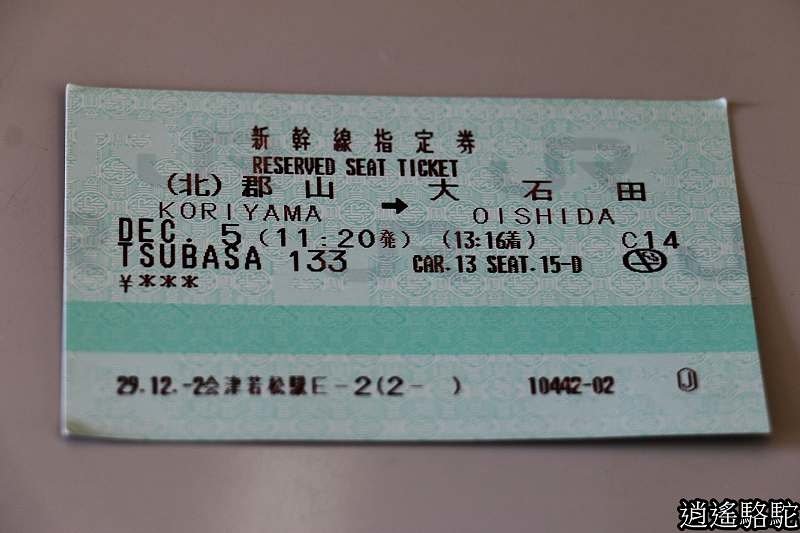 新幹線指定券
RESERVED SEAT TICKET
(北)郡山 → 大石田
KORIYAMA OISHIDA
DEC. 5 (11:20発) (13:16着) C14
TSUBASA 133 CAR.13 SEAT.15-D
¥***
29.12.-2会津若松駅E-2(2- ) 10442-02
逍遙駱駝